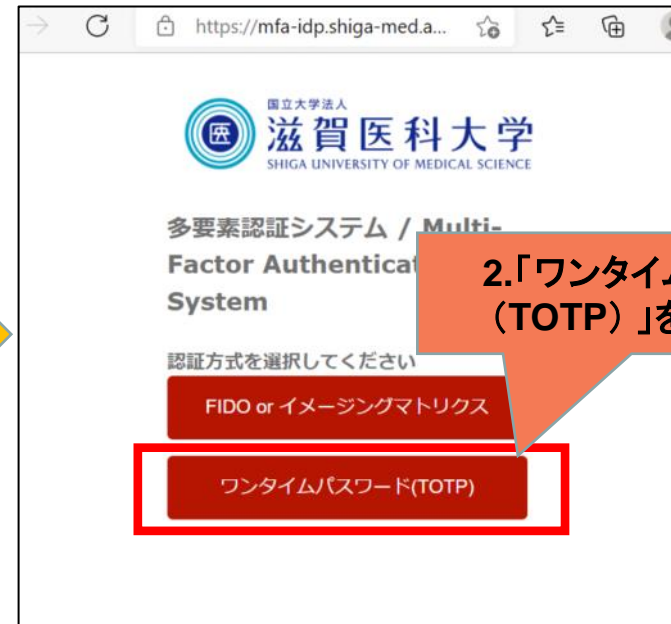 https://mfa-idp.shiga-med.a...
国立大学法人
滋賀医科大学
SHIGA UNIVERSITY OF MEDICAL SCIENCE
多要素認証システム / Multi-
Factor Authenticat
System
2.「ワンタイム
（TOTP）」を
認証方式を選択してください
FIDO or イメージングマトリクス
ワンタイムパスワード(TOTP)